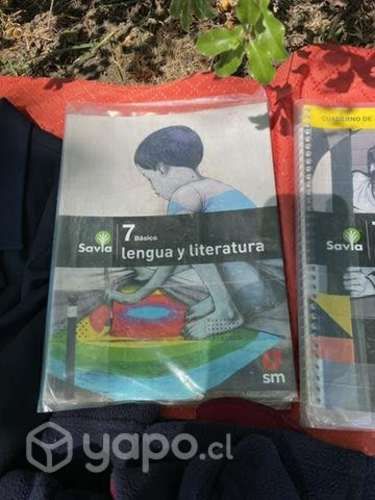 CUADERNO DE
Savia
7 Básico
lengua y literatura
Savia
sm
yapo.cl